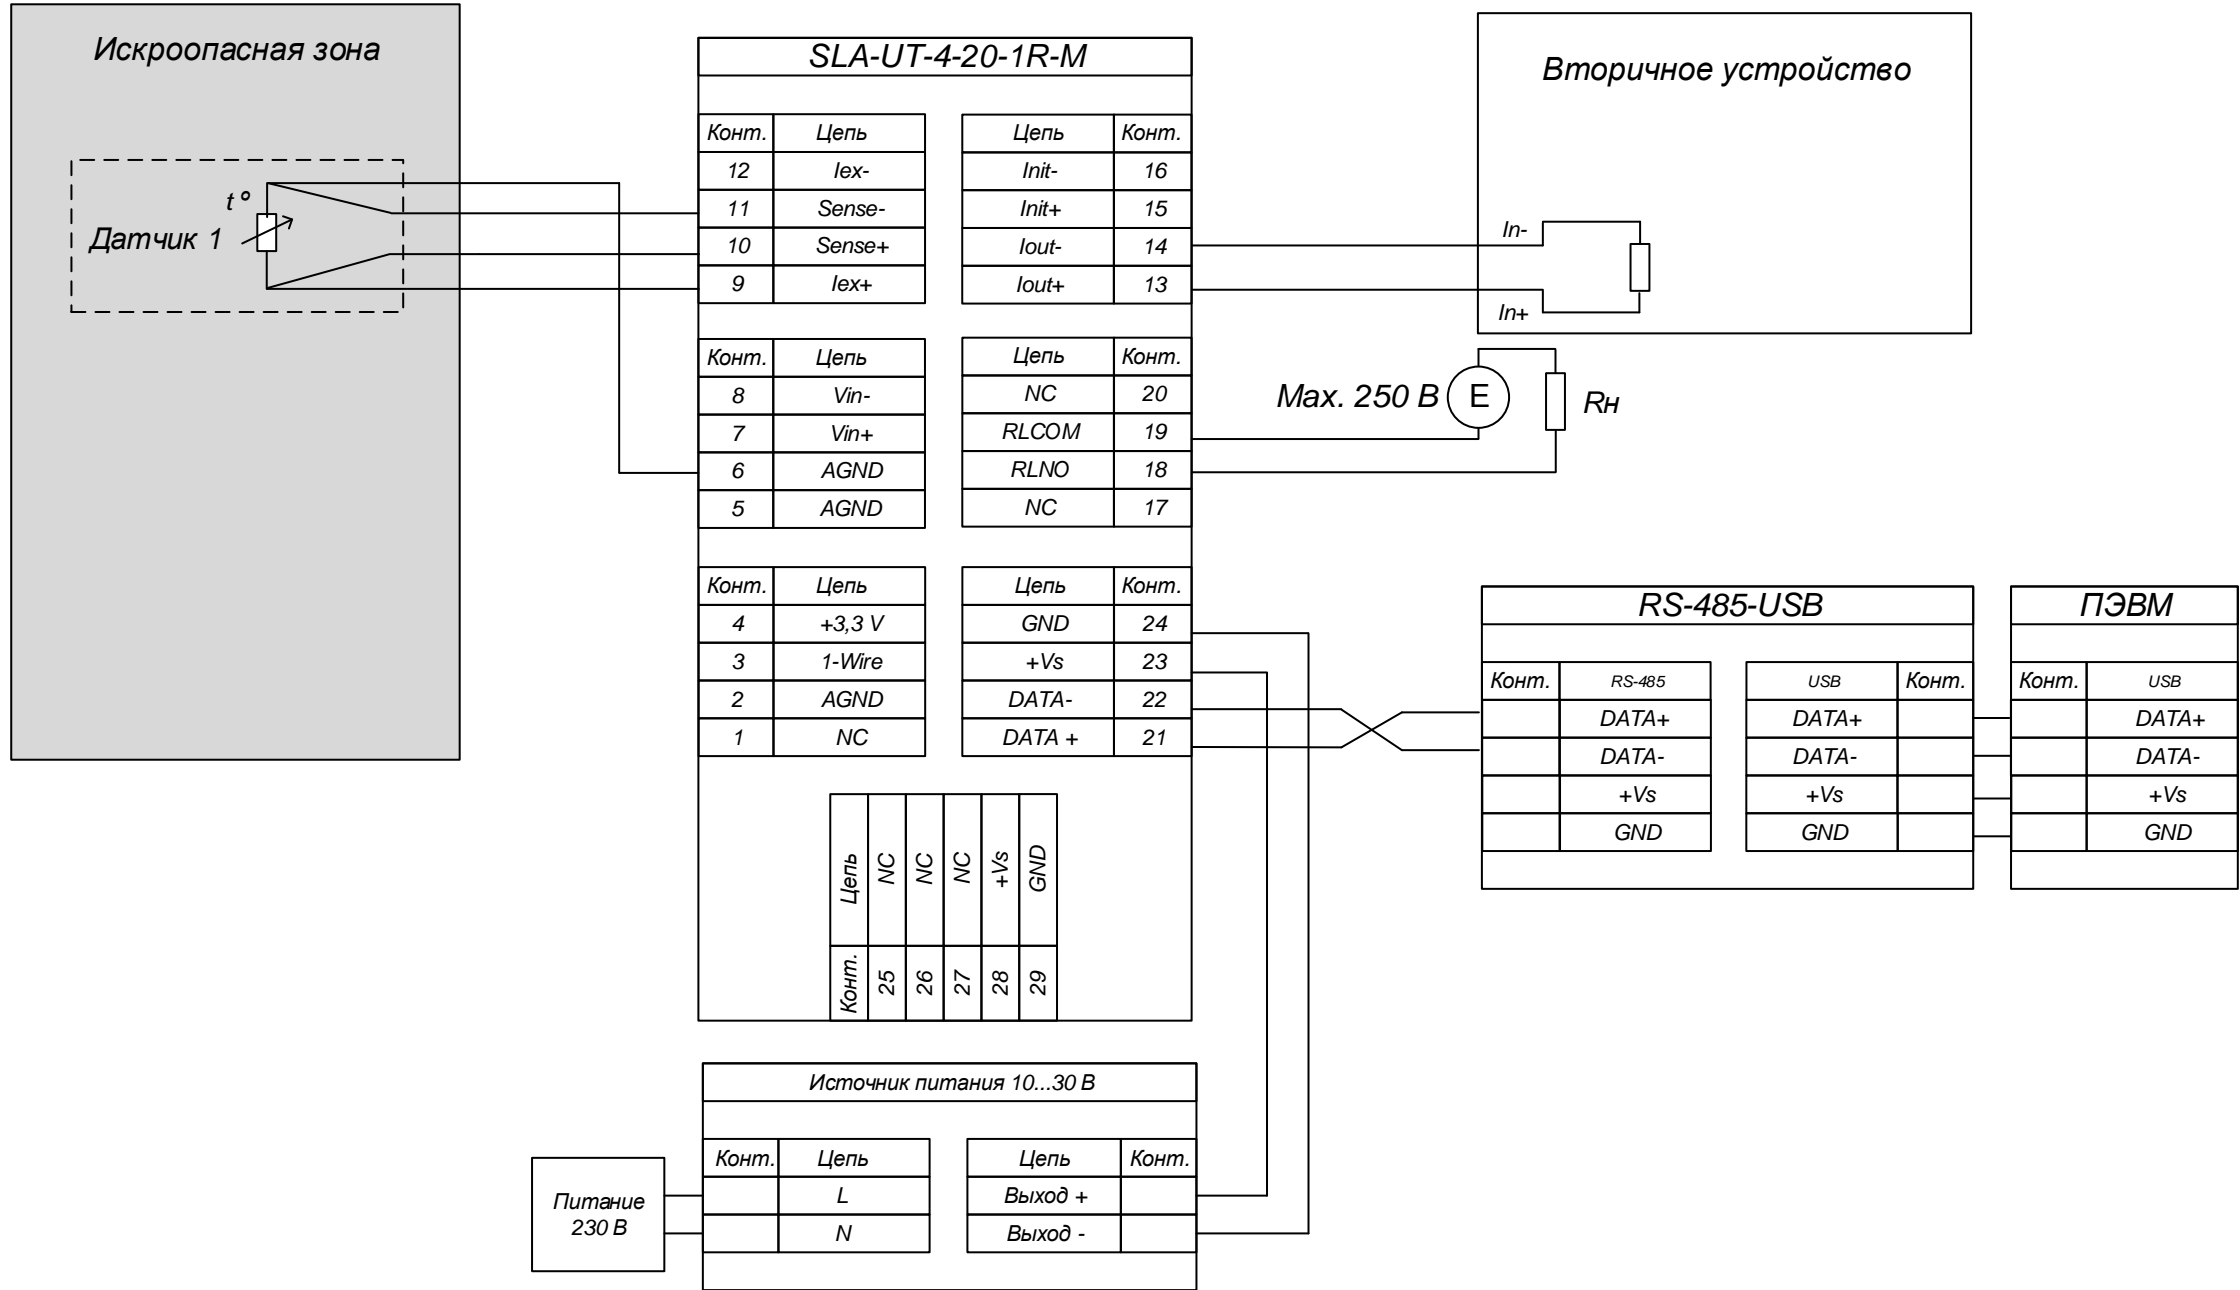 Искроопасная зона
t°
Датчик 1
SLA-UT-4-20-1R-M
Конт. Цепь
12 Iex-
11 Sense-
10 Sense+
9 Iex+
Цепь Конт.
Init- 16
Init+ 15
Iout- 14
Iout+ 13
Конт. Цепь
8 Vin-
7 Vin+
6 AGND
5 AGND
Цепь Конт.
NC 20
RLCOM 19
RLNO 18
NC 17
Конт. Цепь
4 +3,3 V
3 1-Wire
2 AGND
1 NC
Цепь Конт.
GND 24
+Vs 23
DATA- 22
DATA + 21
Цепь NC NC NC +Vs GND
Конт. 25 26 27 28 29
Вторичное устройство
In-
In+
Max. 250 В
E
Rн
RS-485-USB
Конт. RS-485
DATA+
DATA-
+Vs
GND
USB Конт.
DATA+
DATA-
+Vs
GND
ПЭВМ
Конт. USB
DATA+
DATA-
+Vs
GND
Источник питания 10...30 В
Конт. Цепь
L
N
Цепь Конт.
Выход +
Выход -
Питание
230 В